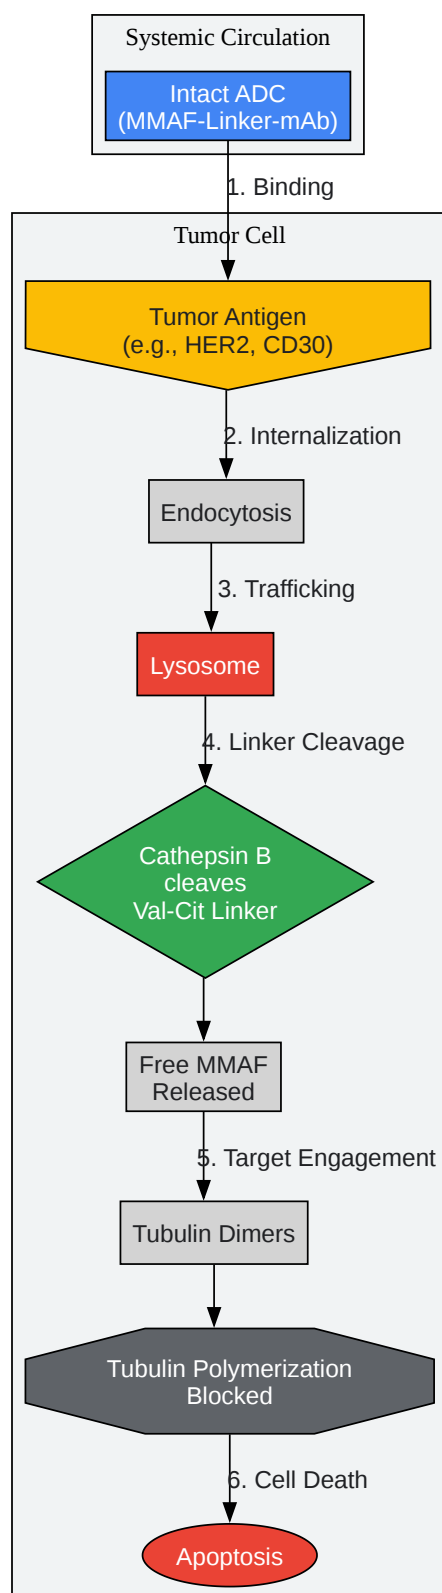 Systemic Circulation
Intact ADC
(MMAF-Linker-mAb)
1. Binding
Tumor Cell
Tumor Antigen
(e.g., HER2, CD30)
2. Internalization
Endocytosis
3. Trafficking
Lysosome
4. Linker Cleavage
Cathepsin B
cleaves
Val-Cit Linker
Free MMAF
Released
5. Target Engagement
Tubulin Dimers
Tubulin Polymerization
Blocked
6. Cell Death
Apoptosis